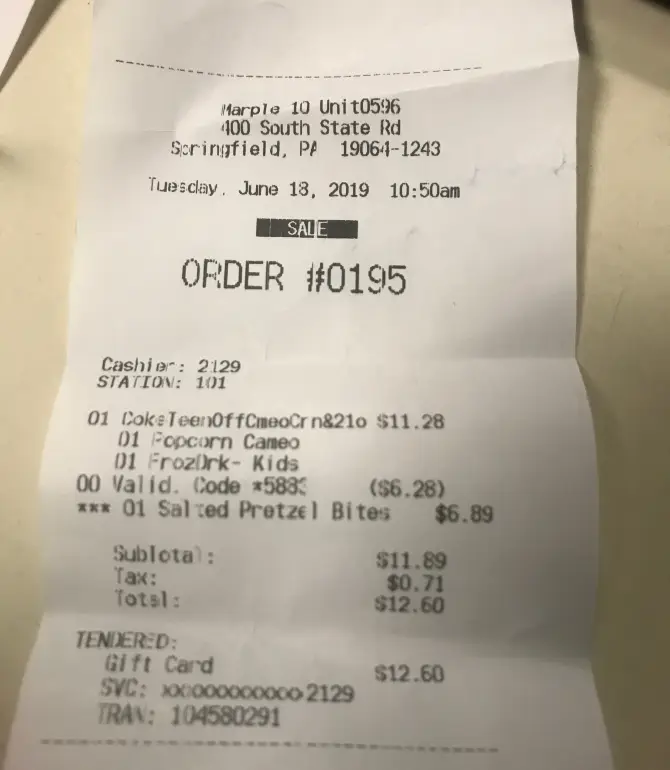 Marple 10 Unit0596
400 South State Rd
Springfield, PA 19064-1243
Tuesday, June 18, 2019 10:50am
SALE
ORDER #0195
Cashier: 2129
STATION: 101
01 CokeTeenOffCmeoCrn&21o $11.28
01 Popcorn Cameo
01 FrozDrk- Kids
00 Valid. Code *5883 ($6.28)
*** 01 Salted Pretzel Bites $6.89
Subtotal: $11.89
Tax: $0.71
Total: $12.60
TENDERED:
Gift Card $12.60
SVC: xxxxxxxxxxxx2129
TRAN: 104580291